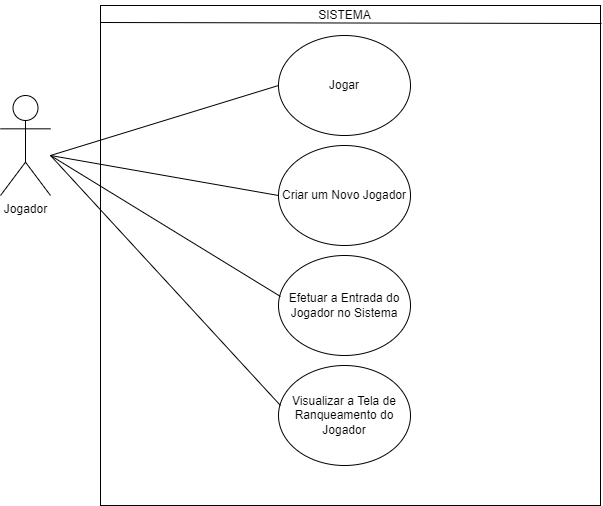 SISTEMA
Jogar
Criar um Novo Jogador
Jogador
Efetuar a Entrada do
Jogador no Sistema
Visualizar a Tela de
Ranqueamento do
Jogador